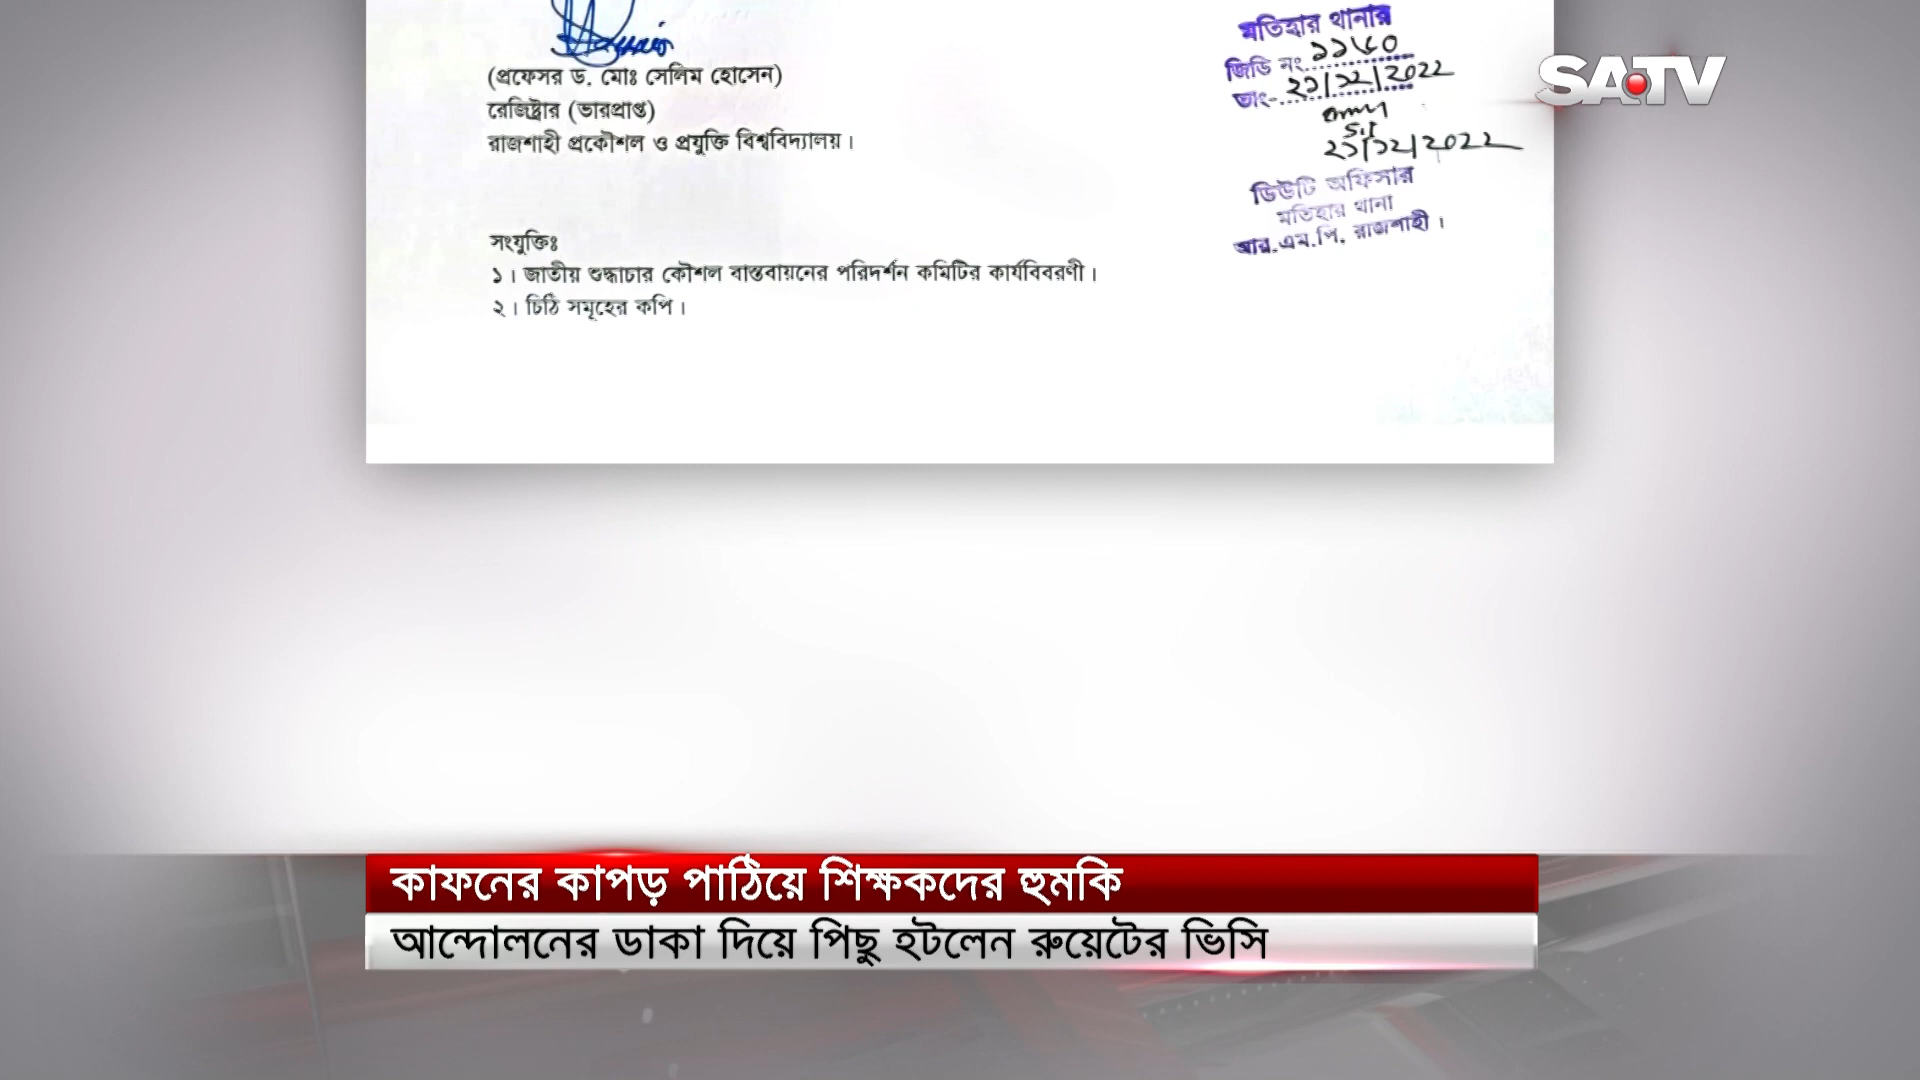 (প্রফেসর ড. মোঃ সেলিম হোসেন)
রেজিষ্ট্রার (ভারপ্রাপ্ত)
রাজশাহী প্রকৌশল ও প্রযুক্তি বিশ্ববিদ্যালয়।
মতিহার থানার
জিডি নং
তাং- ২১/১২/2022
SI
২১/১২/2022
ডিউটি অফিসার
মতিহার থানা
আর.এম.পি, রাজশাহী।
SATV
সংযুক্তিঃ
১। জাতীয় শুদ্ধাচার কৌশল বাস্তবায়নের পরিদর্শন কমিটির কার্যবিবরণী।
২। চিঠি সমূহের কপি।
কাফনের কাপড় পাঠিয়ে শিক্ষকদের হুমকি
আন্দোলনের ডাকা দিয়ে পিছু হটলেন রুয়েটের ভিসি